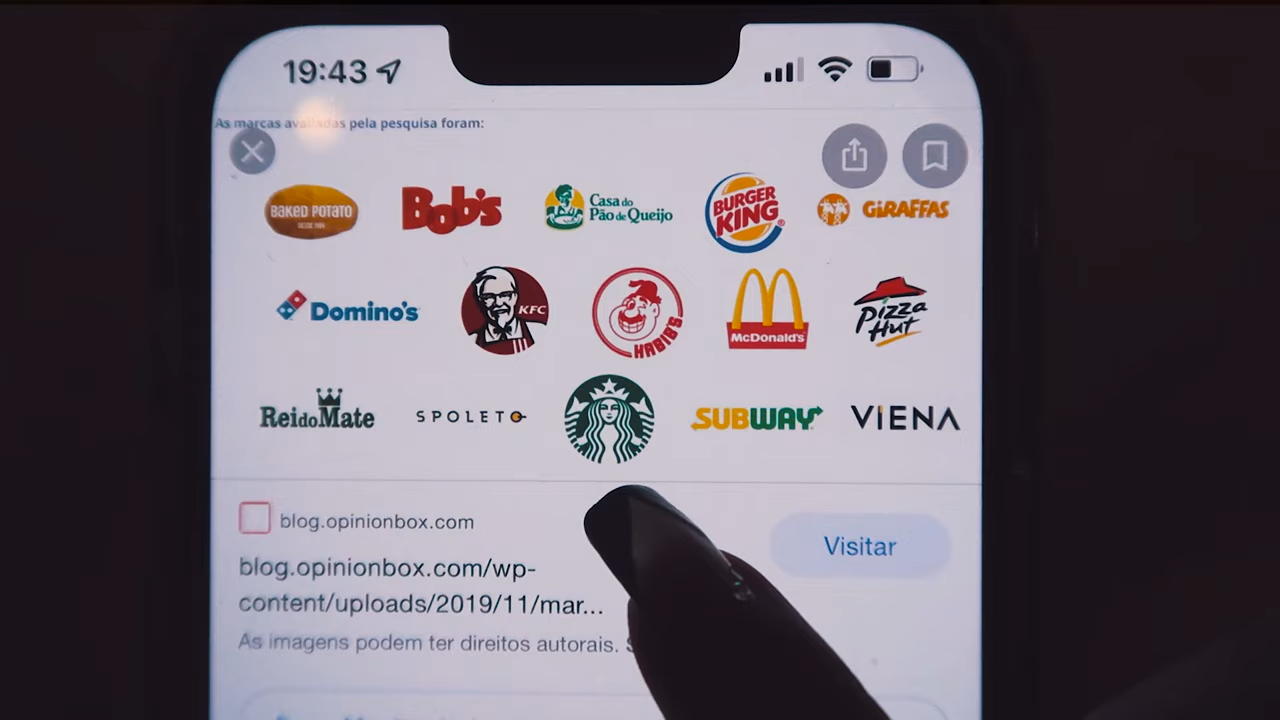 19:43
As marcas avaliadas pela pesquisa foram:
BAKED POTATO
DESDE 1984
Bob's
Casa do
Pão de Queijo
BURGER
KING
GIRAFFAS
Domino's
KFC
HABIB'S
McDonald's
Pizza
Hut
Rei do Mate
SPOLETO
SUBWAY
VIENA
blog.opinionbox.com
Visitar
blog.opinionbox.com/wp-
content/uploads/2019/11/mar...
As imagens podem ter direitos autorais.